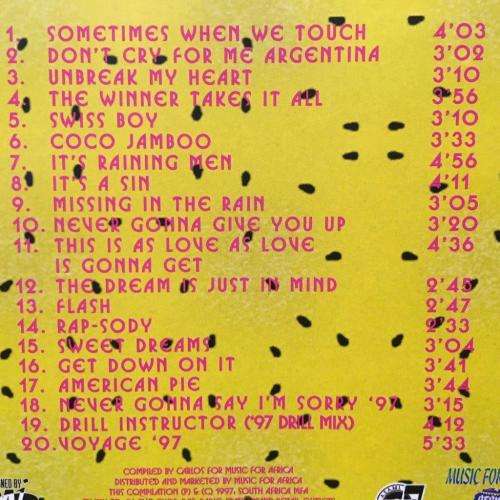 1. SOMETIMES WHEN WE TOUCH 4'03
2. DON'T CRY FOR ME ARGENTINA 3'02
3. UNBREAK MY HEART 3'10
4. THE WINNER TAKES IT ALL 3'56
5. SWISS BOY 3'10
6. COCO JAMBOO 3'33
7. IT'S RAINING MEN 4'56
8. IT'S A SIN 4'11
9. MISSING IN THE RAIN 3'05
10. NEVER GONNA GIVE YOU UP 3'20
11. THIS IS AS LOVE AS LOVE 4'36
IS GONNA GET
12. THE DREAM IS JUST IN MIND 2'45
13. FLASH 2'47
14. RAP-SODY 2'33
15. SWEET DREAMS 3'04
16. GET DOWN ON IT 3'41
17. AMERICAN PIE 3'44
18. NEVER GONNA SAY I'M SORRY '97 3'15
19. DRILL INSTRUCTOR ('97 DRILL MIX) 4'12
20. VOYAGE '97 5'33
COMPILED BY CARLOS FOR MUSIC FOR AFRICA
DISTRIBUTED AND MARKETED BY MUSIC FOR AFRICA
THIS COMPILATION (P) & (C) 1997, SOUTH AFRICA MFA
NED BY
MUSIC FOR